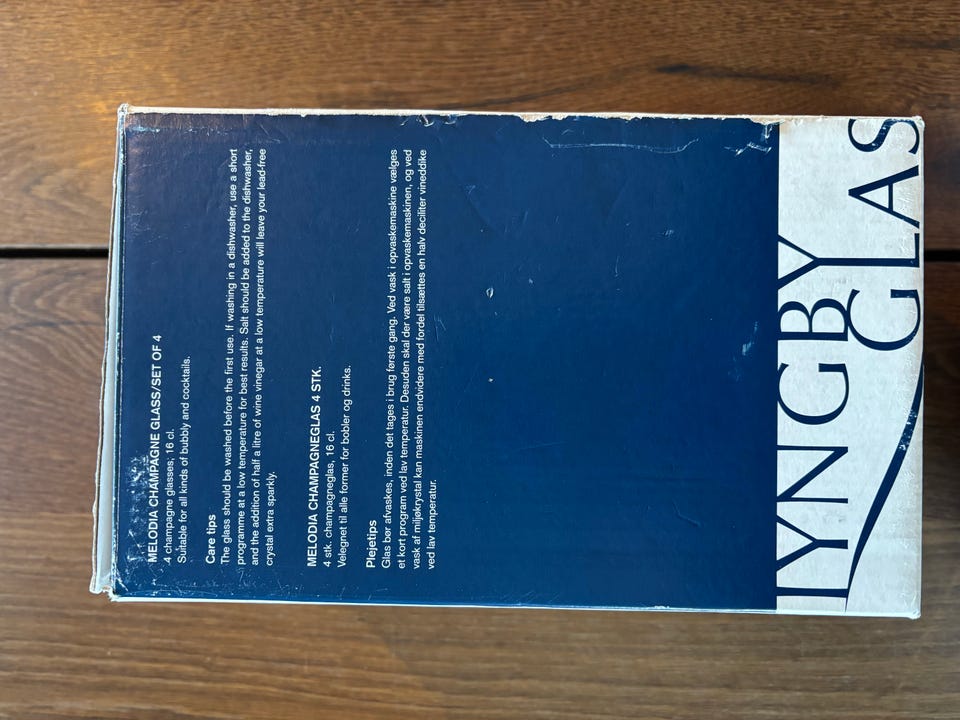 MELODIA CHAMPAGNE GLASS/SET OF 4
4 champagne glasses; 16 cl.
Suitable for all kinds of bubbly and cocktails.
Care tips
The glass should be washed before the first use. If washing in a dishwasher, use a short
programme at a low temperature for best results. Salt should be added to the dishwasher,
and the addition of half a litre of wine vinegar at a low temperature will leave your lead-free
crystal extra sparkly.
MELODIA CHAMPAGNEGLAS 4 STK.
4 stk. champagneglas, 16 cl.
Velegnet til alle former for bobler og drinks.
Plejetips
Glas bør afvaskes, inden det tages i brug første gang. Ved vask i opvaskemaskine vælges
et kort program ved lav temperatur. Desuden skal der være salt i opvaskemaskinen, og ved
vask af miljøkrystal kan maskinen endvidere med fordel tilsættes en halv deciliter vineddike
ved lav temperatur.
LYNGBY
GLAS